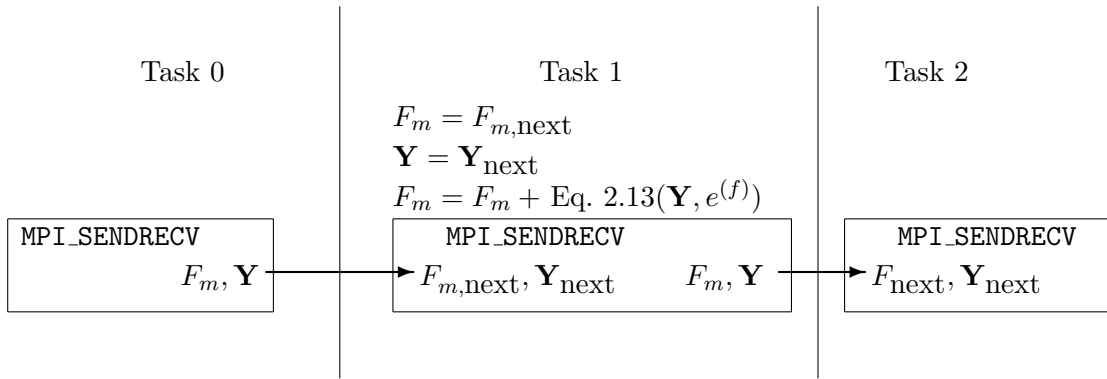 Task 0
Task 1
Task 2
F_m = F_{m,next}
Y = Y_next
F_m = F_m + Eq. 2.13(Y, e^{(f)})
MPI_SENDRECV
F_m, Y
MPI_SENDRECV
F_{m,next}, Y_next F_m, Y
MPI_SENDRECV
F_next, Y_next